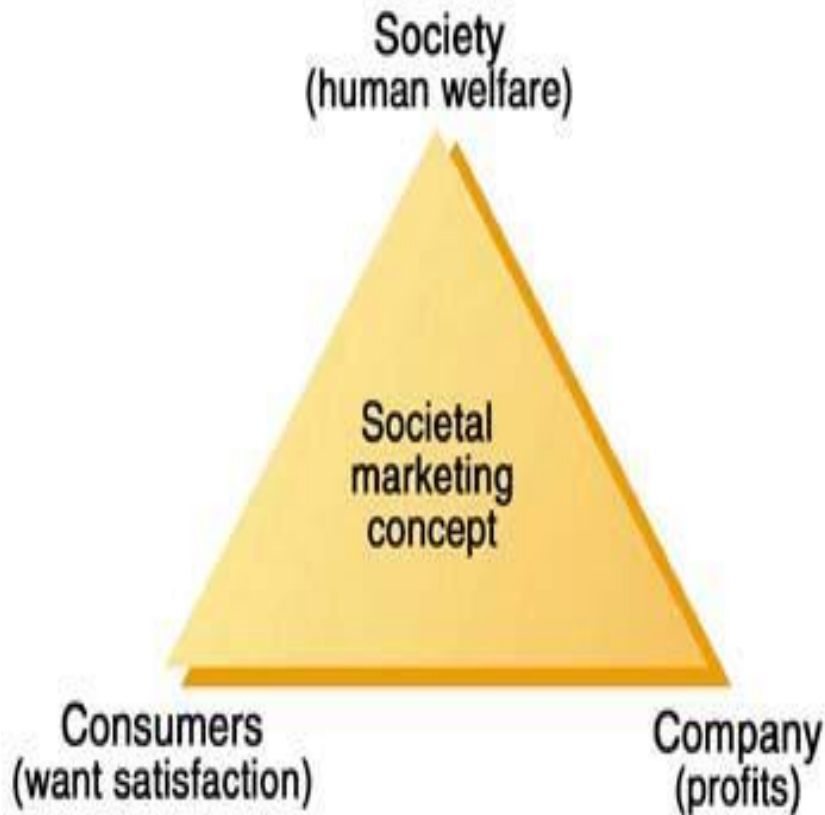 Society
(human welfare)
Societal
marketing
concept
Consumers
(want satisfaction)
Company
(profits)